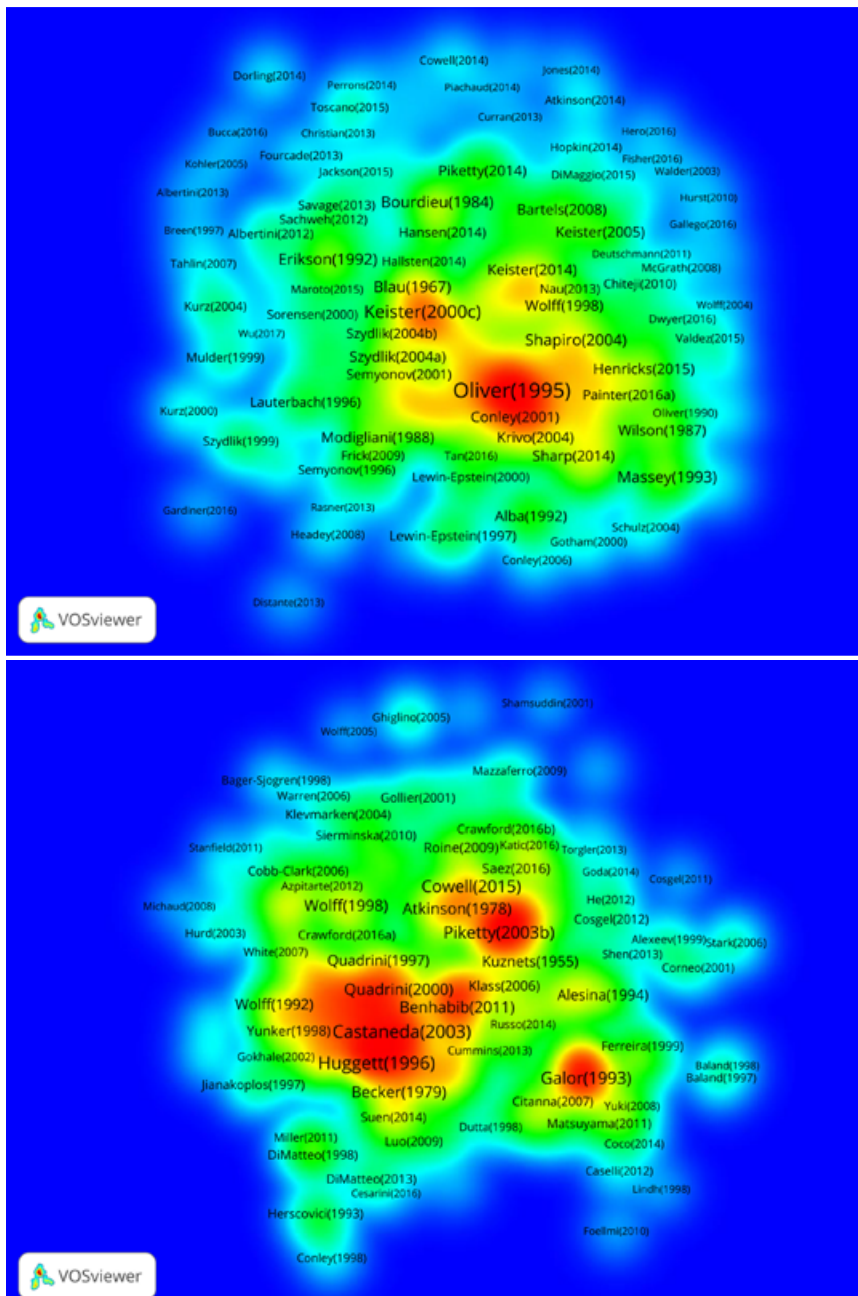 Cowell(2014)
Jones(2014)
Dorling(2014)
Perrons(2014)
Piachaud(2014)
Toscano(2015)
Atkinson(2014)
Curran(2013)
Bucca(2016)
Christian(2013)
Hero(2016)
Hopkin(2014)
Fourcade(2013)
Fisher(2016)
Kohler(2005)
Jackson(2015)
Piketty(2014)
DiMaggio(2015)
Walder(2003)
Albertini(2013)
Savage(2013)
Bourdieu(1984)
Hurst(2010)
Sachweh(2012)
Bartels(2008)
Breen(1997)
Albertini(2012)
Hansen(2014)
Keister(2005)
Gallego(2016)
Erikson(1992)
Hallsten(2014)
Deutschmann(2011)
Tahlin(2007)
Keister(2014)
McGrath(2008)
Maroto(2015)
Blau(1967)
Nau(2013)
Chiteji(2010)
Kurz(2004)
Sorensen(2000)
Keister(2000c)
Wolff(1998)
Wolff(2004)
Dwyer(2016)
Wu(2017)
Szydlik(2004b)
Shapiro(2004)
Valdez(2015)
Mulder(1999)
Szydlik(2004a)
Semyonov(2001)
Henricks(2015)
Oliver(1995)
Painter(2016a)
Kurz(2000)
Lauterbach(1996)
Conley(2001)
Oliver(1990)
Szydlik(1999)
Modigliani(1988)
Krivo(2004)
Wilson(1987)
Frick(2009)
Tan(2016)
Sharp(2014)
Semyonov(1996)
Lewin-Epstein(2000)
Massey(1993)
Gardiner(2016)
Rasner(2013)
Alba(1992)
Headey(2008)
Lewin-Epstein(1997)
Schulz(2004)
Gotham(2000)
Conley(2006)
Distante(2013)
VOSviewer
Shamsuddin(2001)
Ghiglino(2005)
Wolff(2005)
Mazzaferro(2009)
Bager-Sjogren(1998)
Warren(2006)
Gollier(2001)
Klevmarken(2004)
Sierminska(2010)
Crawford(2016b)
Stanfield(2011)
Roine(2009)
Katic(2016)
Torgler(2013)
Cobb-Clark(2006)
Saez(2016)
Goda(2014)
Cosgel(2011)
Azpitarte(2012)
Cowell(2015)
Michaud(2008)
Wolff(1998)
Atkinson(1978)
He(2012)
Cosgel(2012)
Hurd(2003)
Crawford(2016a)
Piketty(2003b)
Alexeev(1999)
Stark(2006)
White(2007)
Quadrini(1997)
Kuznets(1955)
Shen(2013)
Corneo(2001)
Quadrini(2000)
Klass(2006)
Alesina(1994)
Wolff(1992)
Benhabib(2011)
Yunker(1998)
Castaneda(2003)
Russo(2014)
Gokhale(2002)
Huggett(1996)
Cummins(2013)
Ferreira(1999)
Jianakoplos(1997)
Becker(1979)
Galor(1993)
Baland(1998)
Baland(1997)
Suen(2014)
Citanna(2007)
Yuki(2008)
Miller(2011)
Luo(2009)
Dutta(1998)
Matsuyama(2011)
DiMatteo(1998)
Coco(2014)
DiMatteo(2013)
Caselli(2012)
Cesarini(2016)
Lindh(1998)
Herscovici(1993)
Foellmi(2010)
Conley(1998)
VOSviewer